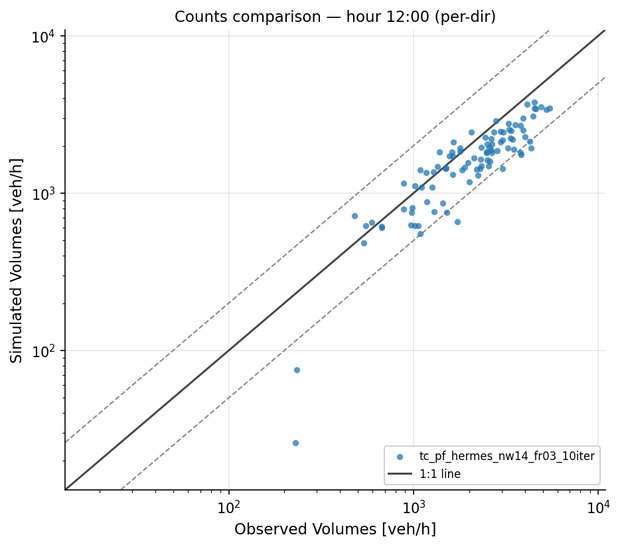 Counts comparison — hour 12:00 (per-dir)
10⁴
10³
10²
Simulated Volumes [veh/h]
tc_pf_hermes_nw14_fr03_10iter
1:1 line
10² 10³ 10⁴
Observed Volumes [veh/h]